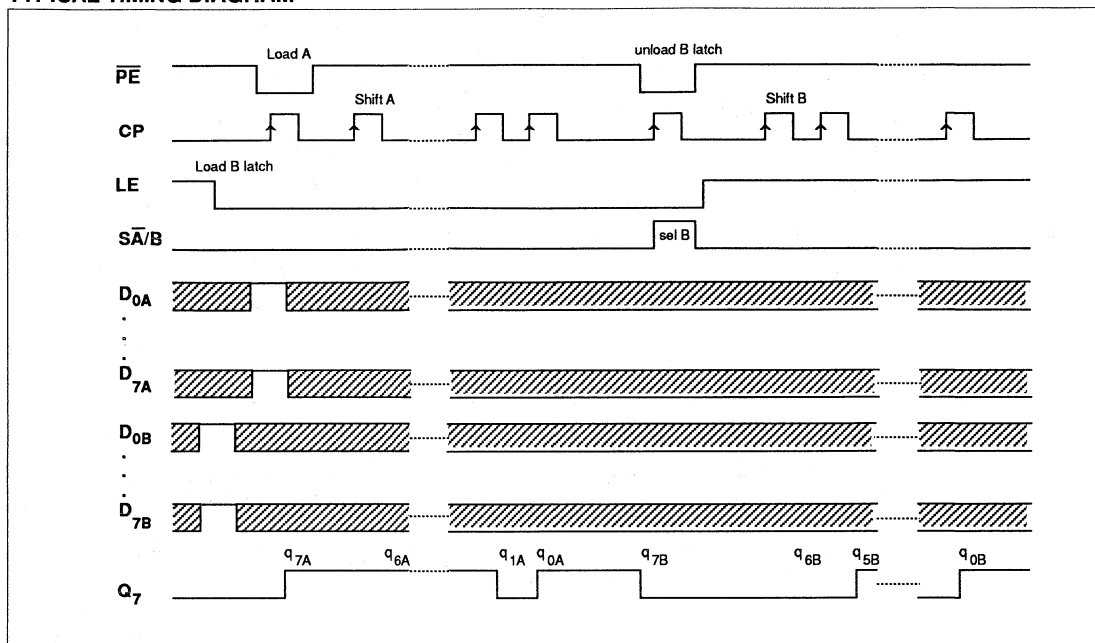 TYPICAL TIMING DIAGRAM
PE
Load A
unload B latch
CP
Shift A
Shift B
LE
Load B latch
SA/B
sel B
D0A
D7A
D0B
D7B
Q7
q7A q6A q1A q0A q7B q6B q5B q0B